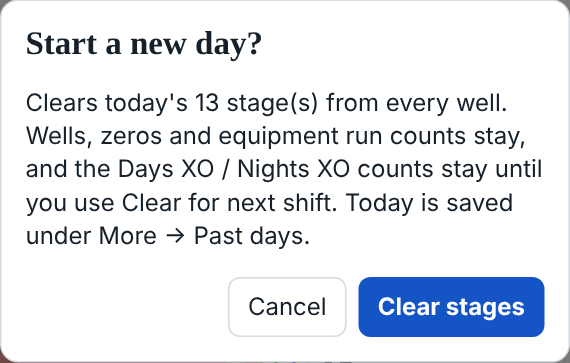 Start a new day?
Clears today's 13 stage(s) from every well.
Wells, zeros and equipment run counts stay,
and the Days XO / Nights XO counts stay until
you use Clear for next shift. Today is saved
under More → Past days.
Cancel
Clear stages